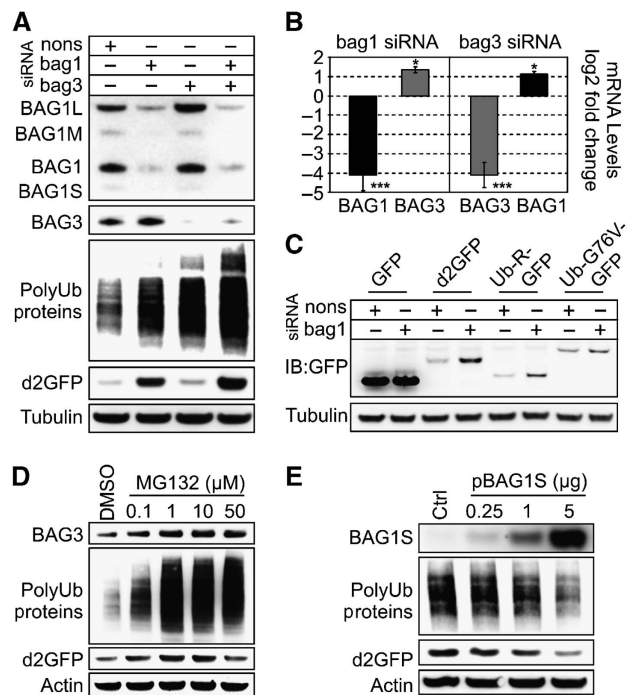 A
siRNA
nons + – – –
bag1 – + – +
bag3 – – + +
BAG1L
BAG1M
BAG1
BAG1S
BAG3
PolyUb
proteins
d2GFP
Tubulin
B
bag1 siRNA bag3 siRNA
2
1
0
–1
–2
–3
–4
–5
* *
*** ***
BAG1 BAG3 BAG3 BAG1
mRNA Levels
log2 fold change
C
GFP d2GFP Ub-R-GFP Ub-G76V-GFP
siRNA
nons + – + – + – + –
bag1 – + – + – + – +
IB:GFP
Tubulin
D
DMSO
MG132 (μM)
0.1 1 10 50
BAG3
PolyUb
proteins
d2GFP
Actin
E
Ctrl
pBAG1S (μg)
0.25 1 5
BAG1S
PolyUb
proteins
d2GFP
Actin